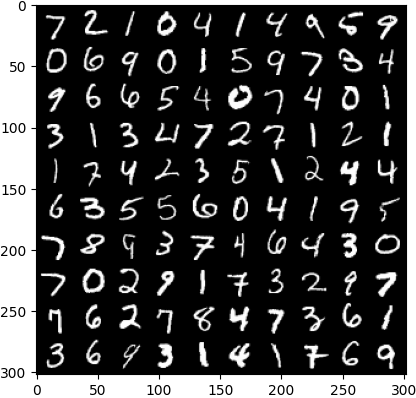 0
7 2 1 0 4 1 4 9 5 9
50 0 6 9 0 1 5 9 7 3 4
9 6 6 5 4 0 7 4 0 1
100 3 1 3 4 7 2 7 1 2 1
1 7 4 2 3 5 1 2 4 4
150
6 3 5 5 6 0 4 1 9 5
200 7 8 9 3 7 4 6 4 3 0
7 0 2 9 1 7 3 2 9 7
250 7 6 2 7 8 4 7 3 6 1
3 6 9 3 1 4 1 7 6 9
300
0 50 100 150 200 250 300